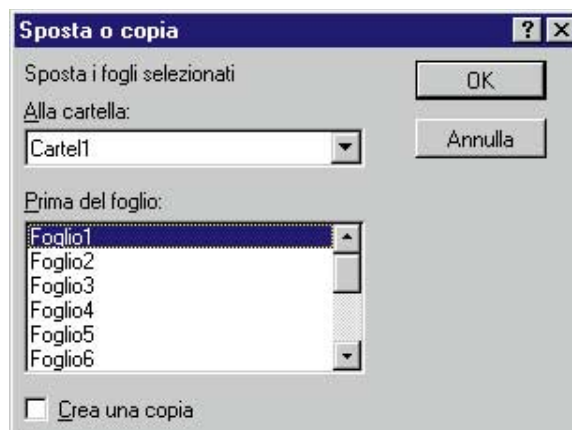 Sposta o copia
Sposta i fogli selezionati
OK
Alla cartella:
Annulla
Cartel1
Prima del foglio:
Foglio1
Foglio2
Foglio3
Foglio4
Foglio5
Foglio6
Crea una copia